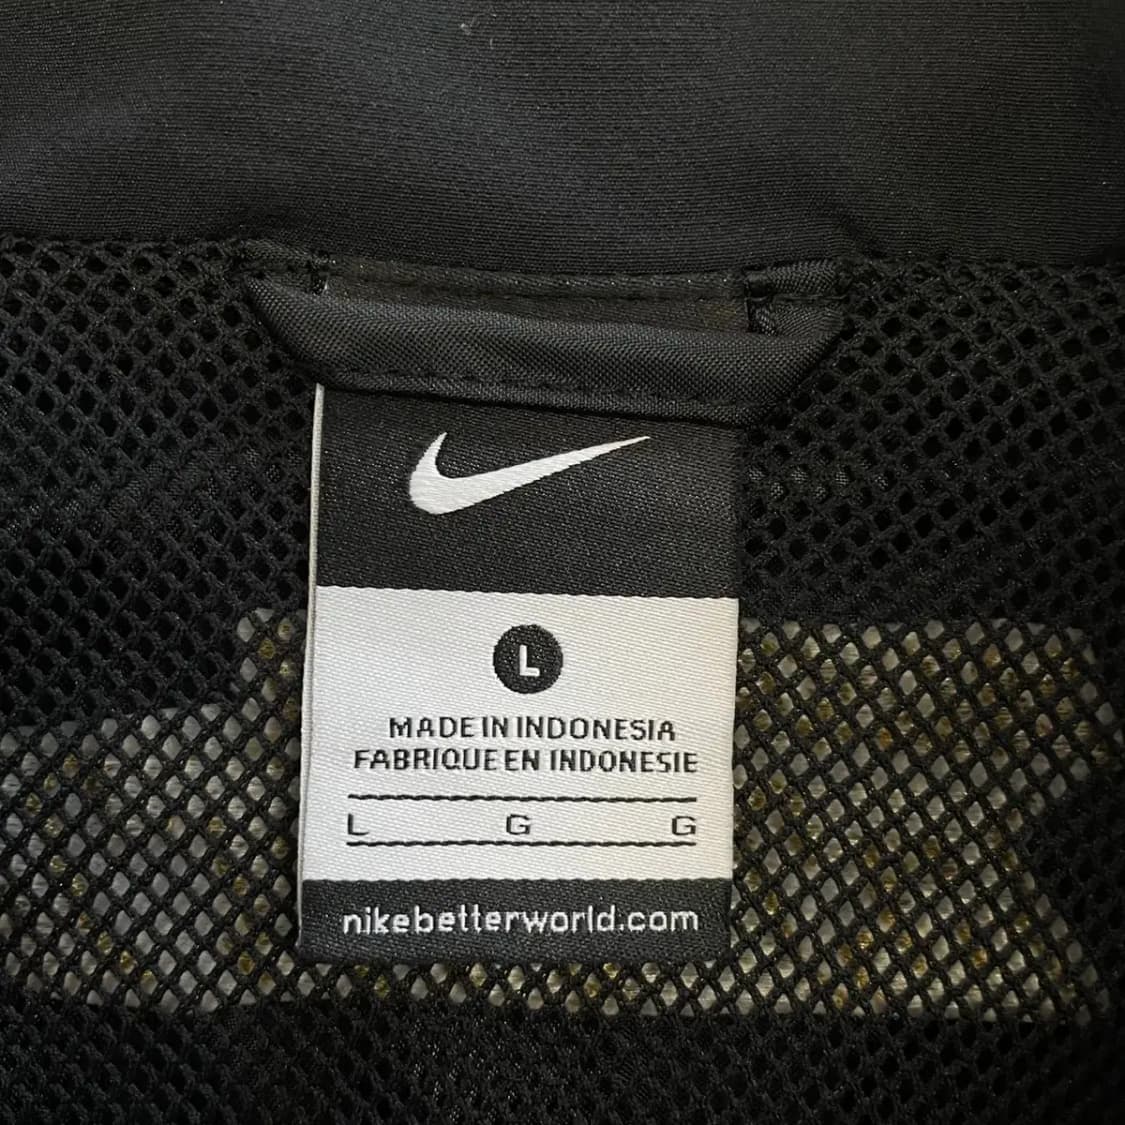 L
MADE IN INDONESIA
FABRIQUE EN INDONESIE
L G G
nikebetterworld.com